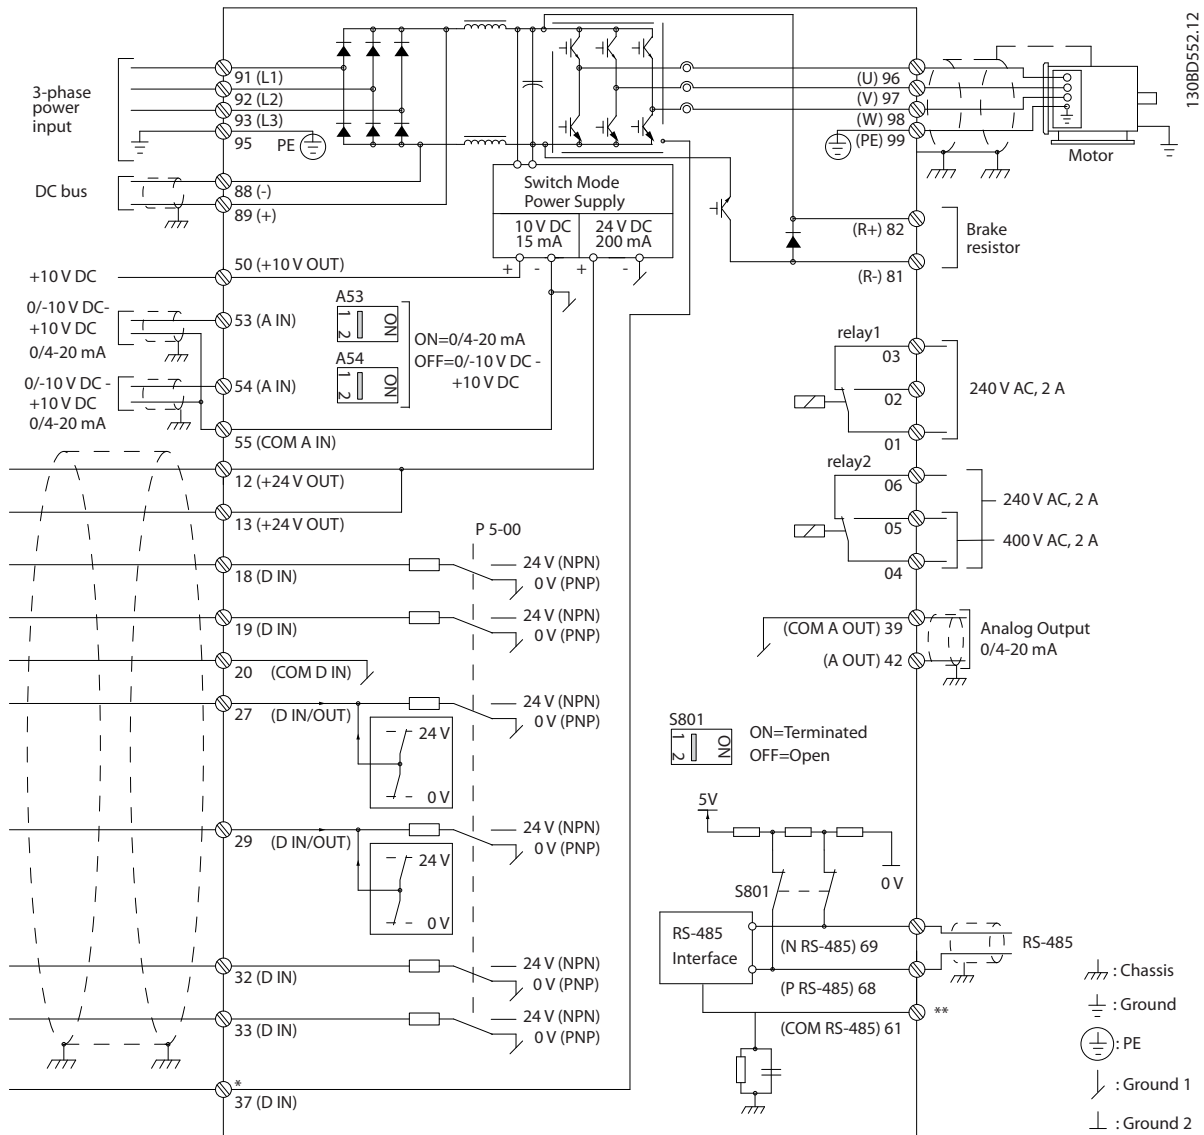 130BD552.12
3-phase
power
input
91 (L1)
92 (L2)
93 (L3)
95
PE
DC bus
88 (-)
89 (+)
Switch Mode
Power Supply
10 V DC
15 mA
24 V DC
200 mA
+
-
+
-
(U) 96
(V) 97
(W) 98
(PE) 99
Motor
(R+) 82
(R-) 81
Brake
resistor
+10 V DC
50 (+10 V OUT)
0/-10 V DC-
+10 V DC
0/4-20 mA
53 (A IN)
0/-10 V DC -
+10 V DC
0/4-20 mA
54 (A IN)
55 (COM A IN)
A53
1
2
ON
A54
1
2
ON
ON=0/4-20 mA
OFF=0/-10 V DC -
+10 V DC
relay1
03
02
01
240 V AC, 2 A
relay2
06
05
04
240 V AC, 2 A
400 V AC, 2 A
12 (+24 V OUT)
13 (+24 V OUT)
P 5-00
18 (D IN)
24 V (NPN)
0 V (PNP)
19 (D IN)
24 V (NPN)
0 V (PNP)
20 (COM D IN)
27 (D IN/OUT)
24 V (NPN)
0 V (PNP)
24 V
0 V
29 (D IN/OUT)
24 V (NPN)
0 V (PNP)
24 V
0 V
32 (D IN)
24 V (NPN)
0 V (PNP)
33 (D IN)
24 V (NPN)
0 V (PNP)
*
37 (D IN)
(COM A OUT) 39
(A OUT) 42
Analog Output
0/4-20 mA
S801
1
2
ON
ON=Terminated
OFF=Open
5V
S801
0 V
RS-485
Interface
(N RS-485) 69
(P RS-485) 68
(COM RS-485) 61
RS-485
**
: Chassis
: Ground
: PE
: Ground 1
: Ground 2